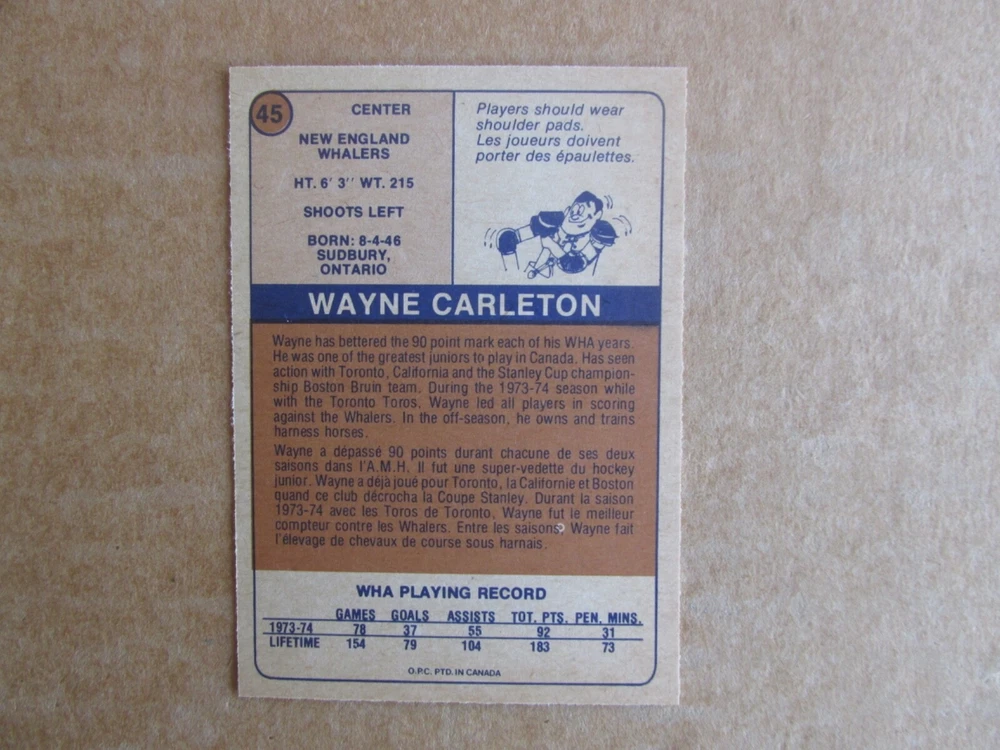 45
CENTER
NEW ENGLAND
WHALERS
HT. 6' 3'' WT. 215
SHOOTS LEFT
BORN: 8-4-46
SUDBURY,
ONTARIO
Players should wear
shoulder pads.
Les joueurs doivent
porter des épaulettes.
WAYNE CARLETON
Wayne has bettered the 90 point mark each of his WHA years.
He was one of the greatest juniors to play in Canada. Has seen
action with Toronto, California and the Stanley Cup champion-
ship Boston Bruin team. During the 1973-74 season while
with the Toronto Toros, Wayne led all players in scoring
against the Whalers. In the off-season, he owns and trains
harness horses.
Wayne a dépassé 90 points durant chacune de ses deux
saisons dans l'A.M.H. Il fut une super-vedette du hockey
junior. Wayne a déjà joué pour Toronto, la Californie et Boston
quand ce club décrocha la Coupe Stanley. Durant la saison
1973-74 avec les Toros de Toronto, Wayne fut le meilleur
compteur contre les Whalers. Entre les saisons, Wayne fait
l'élevage de chevaux de course sous harnais.
WHA PLAYING RECORD
GAMES GOALS ASSISTS TOT. PTS. PEN. MINS.
1973-74 78 37 55 92 31
LIFETIME 154 79 104 183 73
O.P.C. PTD. IN CANADA